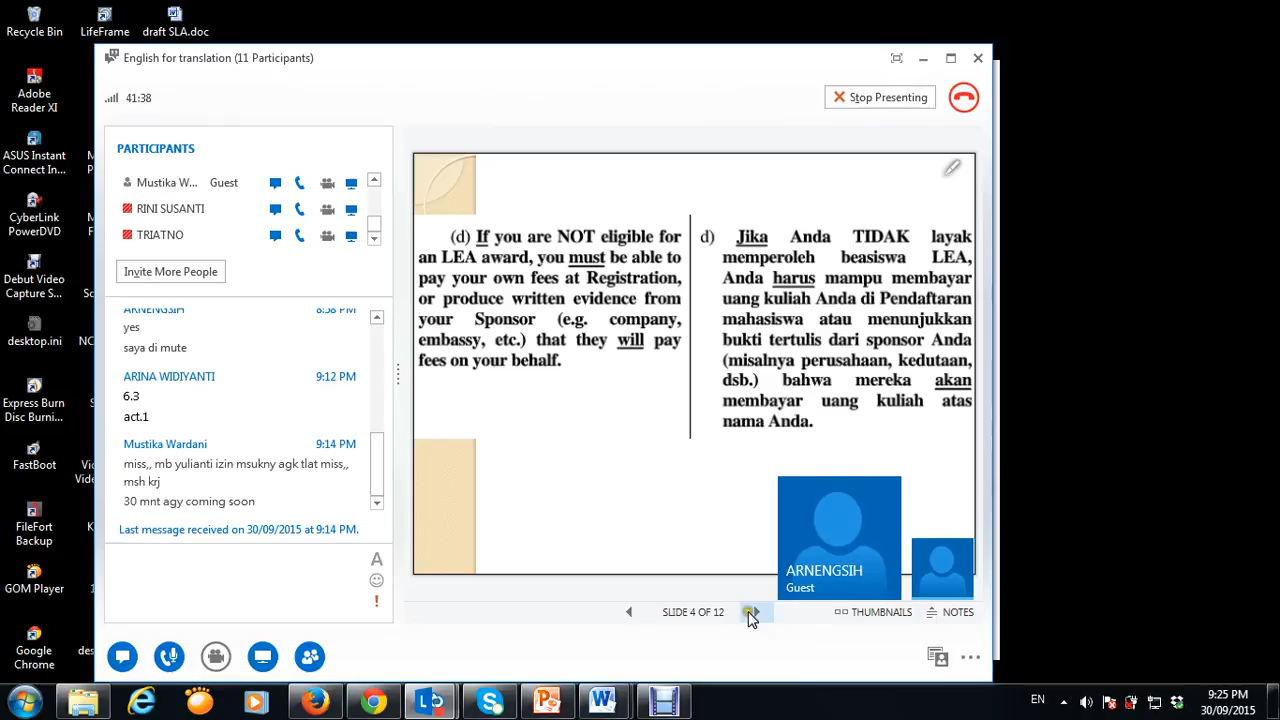 Recycle Bin
LifeFrame
draft SLA.doc
Adobe
Reader XI
ASUS Instant
Connect In...
CyberLink
PowerDVD
Debut Video
Capture S...
desktop.ini
Express Burn
Disc Burni...
FastBoot
FineFort
Backup
GOM Player
Google
Chrome
English for translation (11 Participants)
41:38
Stop Presenting
PARTICIPANTS
Mustika W... Guest
RINI SUSANTI
TRIATNO
Invite More People
ARNENGSIH 8:58 PM
yes
saya di mute
ARINA WIDIYANTI 9:12 PM
6.3
act.1
Mustika Wardani 9:14 PM
miss,, mb yulianti izin msukny agk tlat miss,,
msh krj
30 mnt agy coming soon
Last message received on 30/09/2015 at 9:14 PM.
(d) If you are NOT eligible for
an LEA award, you must be able to
pay your own fees at Registration,
or produce written evidence from
your Sponsor (e.g. company,
embassy, etc.) that they will pay
fees on your behalf.
d) Jika Anda TIDAK layak
memperoleh beasiswa LEA,
Anda harus mampu membayar
uang kuliah Anda di Pendaftaran
mahasiswa atau menunjukkan
bukti tertulis dari sponsor Anda
(misalnya perusahaan, kedutaan,
dsb.) bahwa mereka akan
membayar uang kuliah atas
nama Anda.
ARNENGSIH
Guest
SLIDE 4 OF 12
THUMBNAILS
NOTES
EN
9:25 PM
30/09/2015